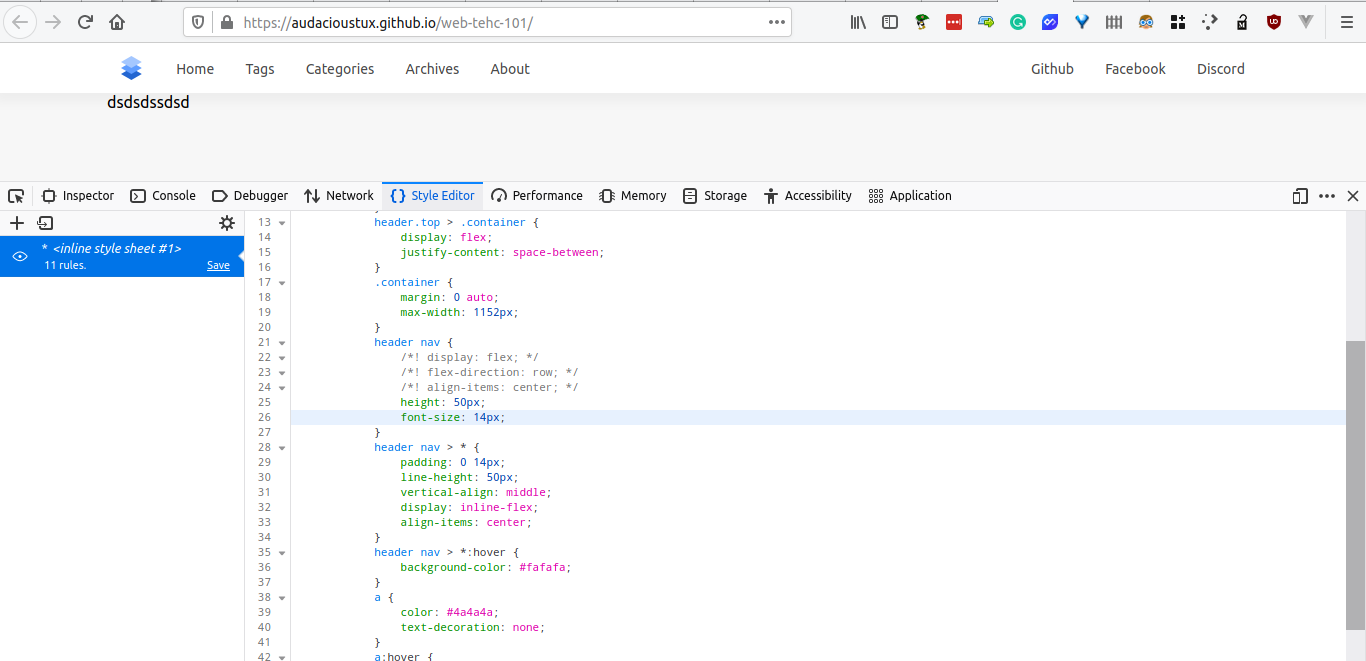 https://audacioustux.github.io/web-tehc-101/
Home Tags Categories Archives About Github Facebook Discord
dsdsdssdsd
Inspector Console Debugger Network {} Style Editor Performance Memory Storage Accessibility Application
* <inline style sheet #1>
11 rules. Save
13 header.top > .container {
14 display: flex;
15 justify-content: space-between;
16 }
17 .container {
18 margin: 0 auto;
19 max-width: 1152px;
20 }
21 header nav {
22 /*! display: flex; */
23 /*! flex-direction: row; */
24 /*! align-items: center; */
25 height: 50px;
26 font-size: 14px;
27 }
28 header nav > * {
29 padding: 0 14px;
30 line-height: 50px;
31 vertical-align: middle;
32 display: inline-flex;
33 align-items: center;
34 }
35 header nav > *:hover {
36 background-color: #fafafa;
37 }
38 a {
39 color: #4a4a4a;
40 text-decoration: none;
41 }
42 a:hover {